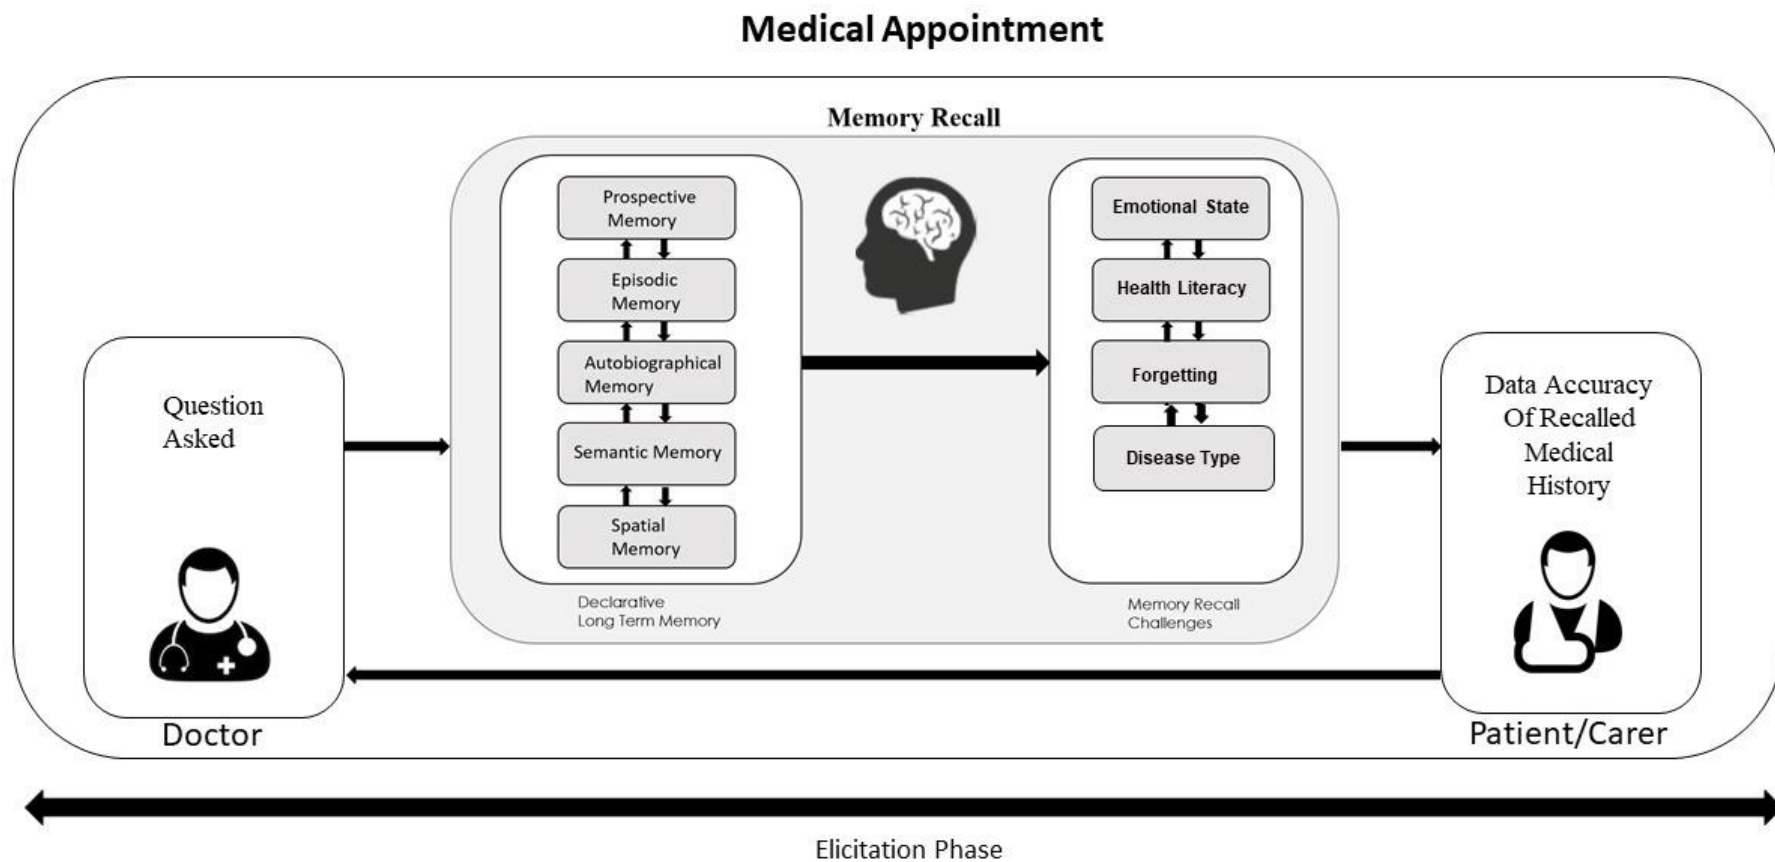 Medical Appointment
Memory Recall
Prospective
Memory
Episodic
Memory
Autobiographical
Memory
Semantic Memory
Spatial
Memory
Declarative
Long Term Memory
Emotional State
Health Literacy
Forgetting
Disease Type
Memory Recall
Challenges
Question
Asked
Doctor
Data Accuracy
Of Recalled
Medical
History
Patient/Carer
Elicitation Phase